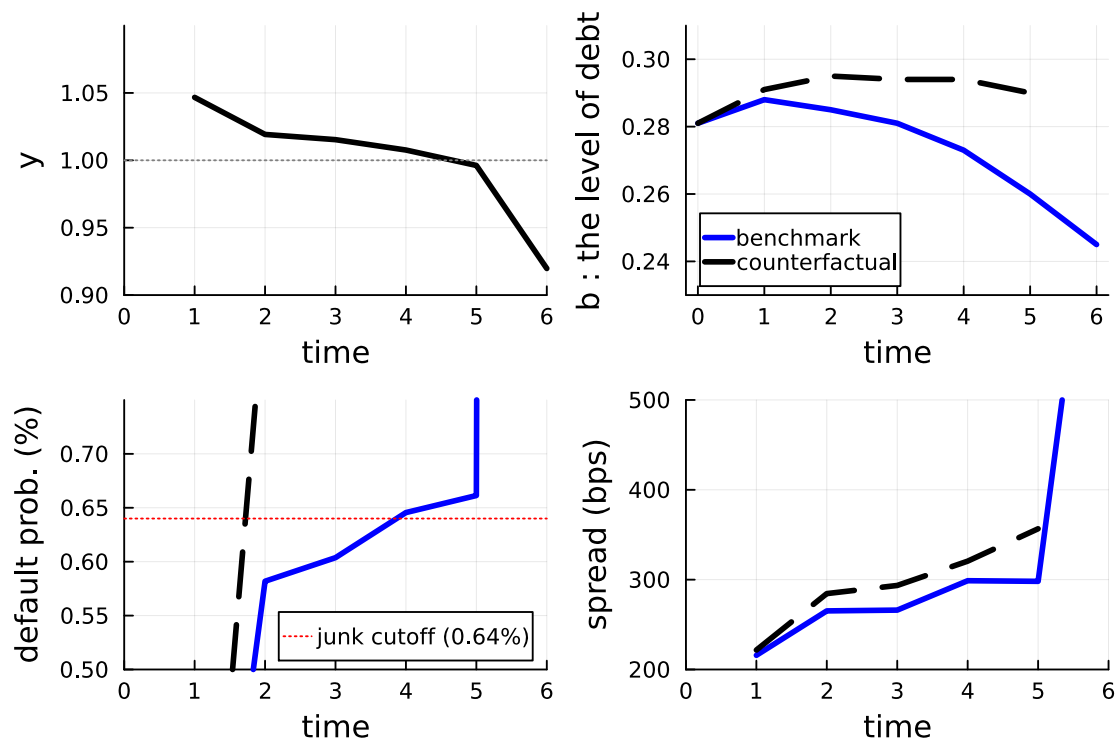 y
1.05
1.00
0.95
0.90
0 1 2 3 4 5 6
time
b : the level of debt
0.30
0.28
0.26
0.24
benchmark
counterfactual
0 1 2 3 4 5 6
time
default prob. (%)
0.70
0.65
0.60
0.55
0.50
junk cutoff (0.64%)
0 1 2 3 4 5 6
time
spread (bps)
500
400
300
200
0 1 2 3 4 5 6
time